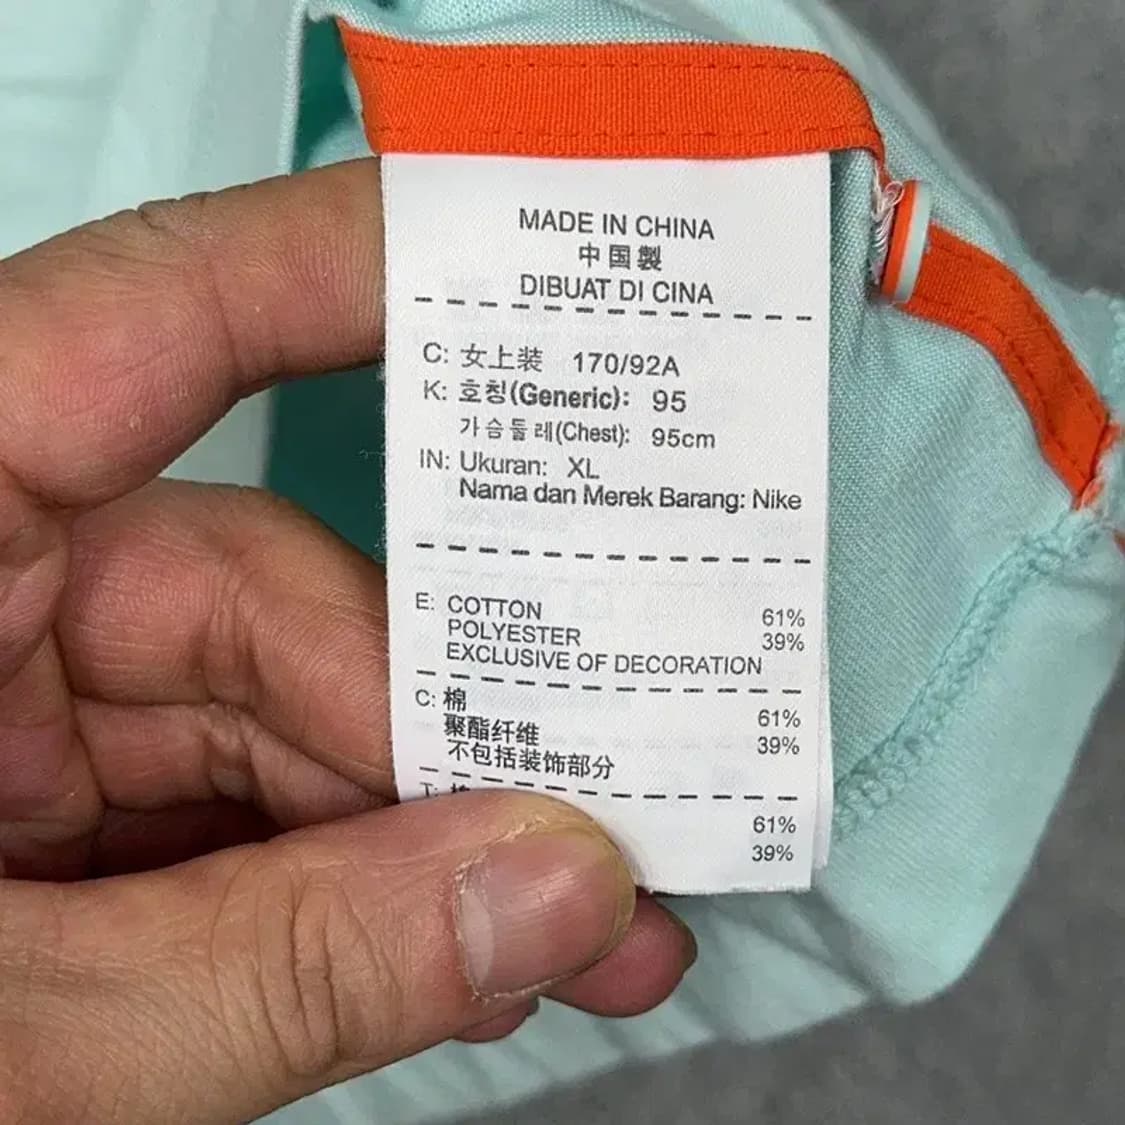 MADE IN CHINA
中国製
DIBUAT DI CINA
C: 女上装 170/92A
K: 호칭(Generic): 95
가슴둘레(Chest): 95cm
IN: Ukuran: XL
Nama dan Merek Barang: Nike
E: COTTON 61%
POLYESTER 39%
EXCLUSIVE OF DECORATION
C: 棉 61%
聚酯纤维 39%
不包括装饰部分
T: 61%
39%